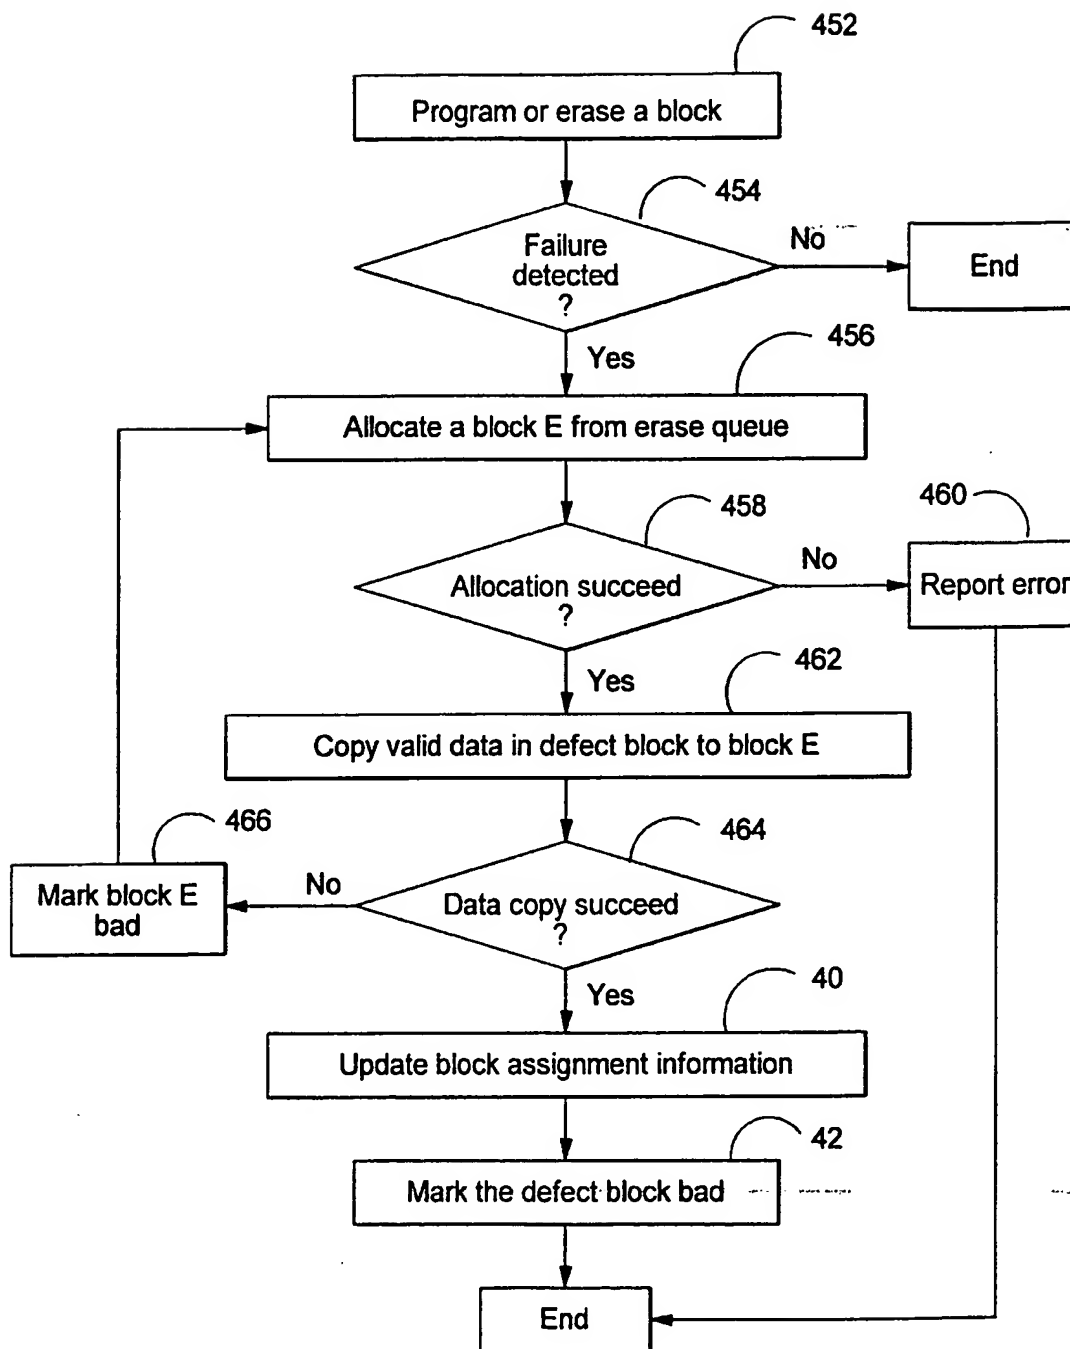 452
Program or erase a block
454
Failure
detected
?
No
End
Yes
456
Allocate a block E from erase queue
458
Allocation succeed
?
No
460
Report error
Yes
462
Copy valid data in defect block to block E
464
Data copy succeed
?
No
466
Mark block E
bad
Yes
40
Update block assignment information
42
Mark the defect block bad
End